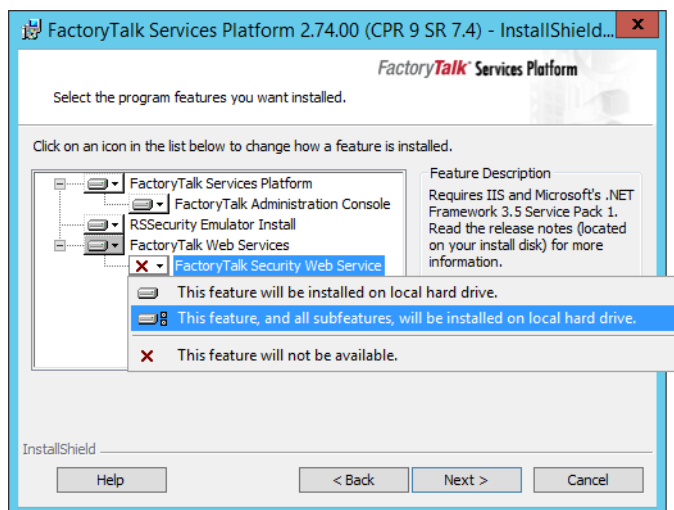 FactoryTalk Services Platform 2.74.00 (CPR 9 SR 7.4) - InstallShield...
x
FactoryTalk® Services Platform
Select the program features you want installed.
Click on an icon in the list below to change how a feature is installed.
FactoryTalk Services Platform
FactoryTalk Administration Console
RSSecurity Emulator Install
FactoryTalk Web Services
FactoryTalk Security Web Service
Feature Description
Requires IIS and Microsoft's .NET
Framework 3.5 Service Pack 1.
Read the release notes (located
on your install disk) for more
information.
This feature will be installed on local hard drive.
This feature, and all subfeatures, will be installed on local hard drive.
This feature will not be available.
InstallShield
Help
< Back
Next >
Cancel